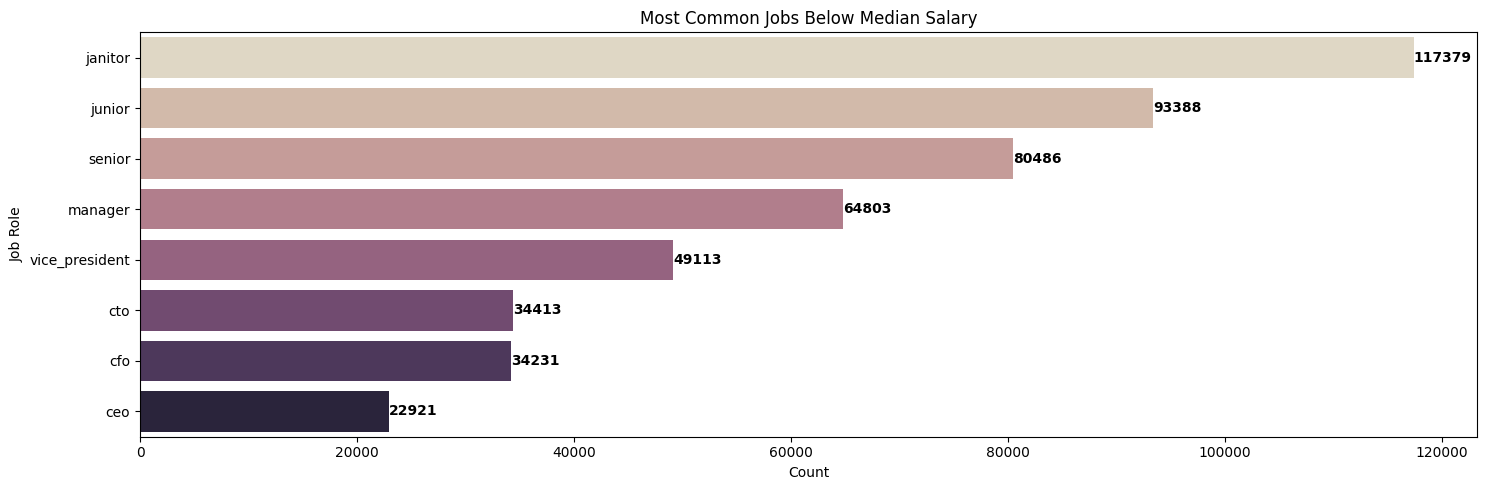 Most Common Jobs Below Median Salary
Job Role
janitor 117379
junior 93388
senior 80486
manager 64803
vice_president 49113
cto 34413
cfo 34231
ceo 22921
0 20000 40000 60000 80000 100000 120000
Count